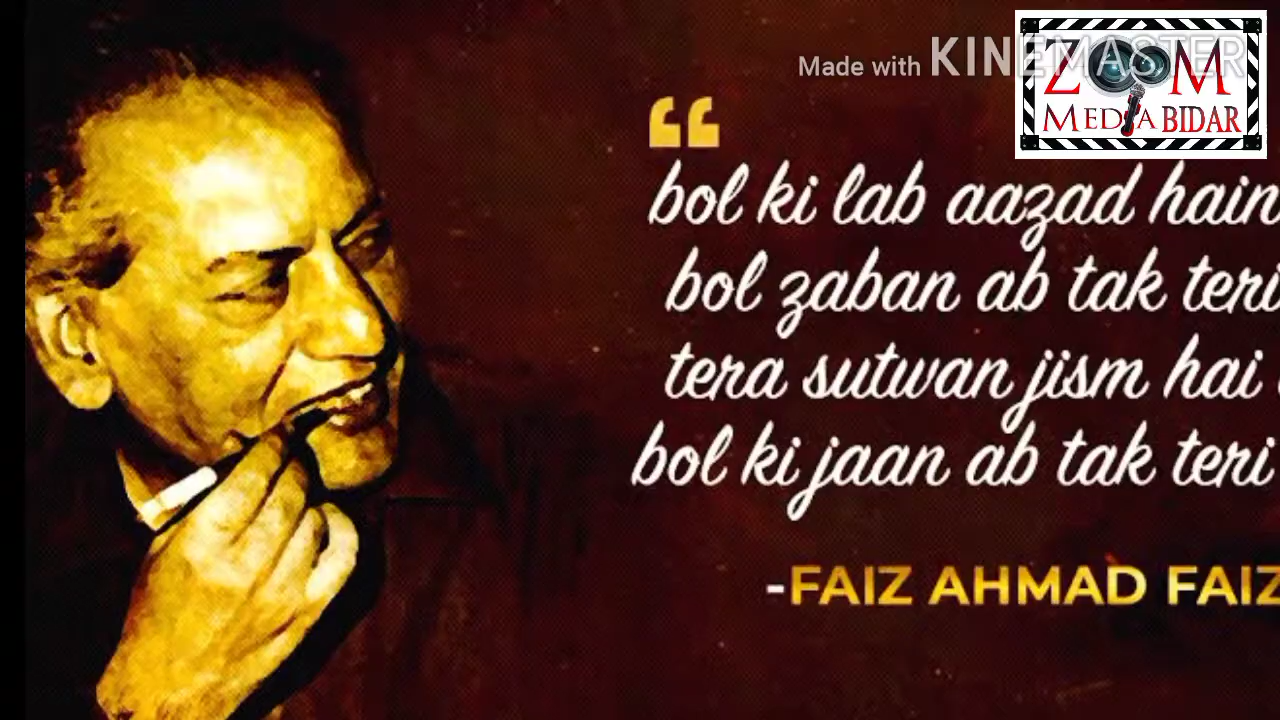 Made with KINEMASTER
ZOOM
MEDIA BIDAR
“
bol ki lab aazad hain
bol zaban ab tak teri
tera sutwan jism hai
bol ki jaan ab tak teri
-FAIZ AHMAD FAIZ